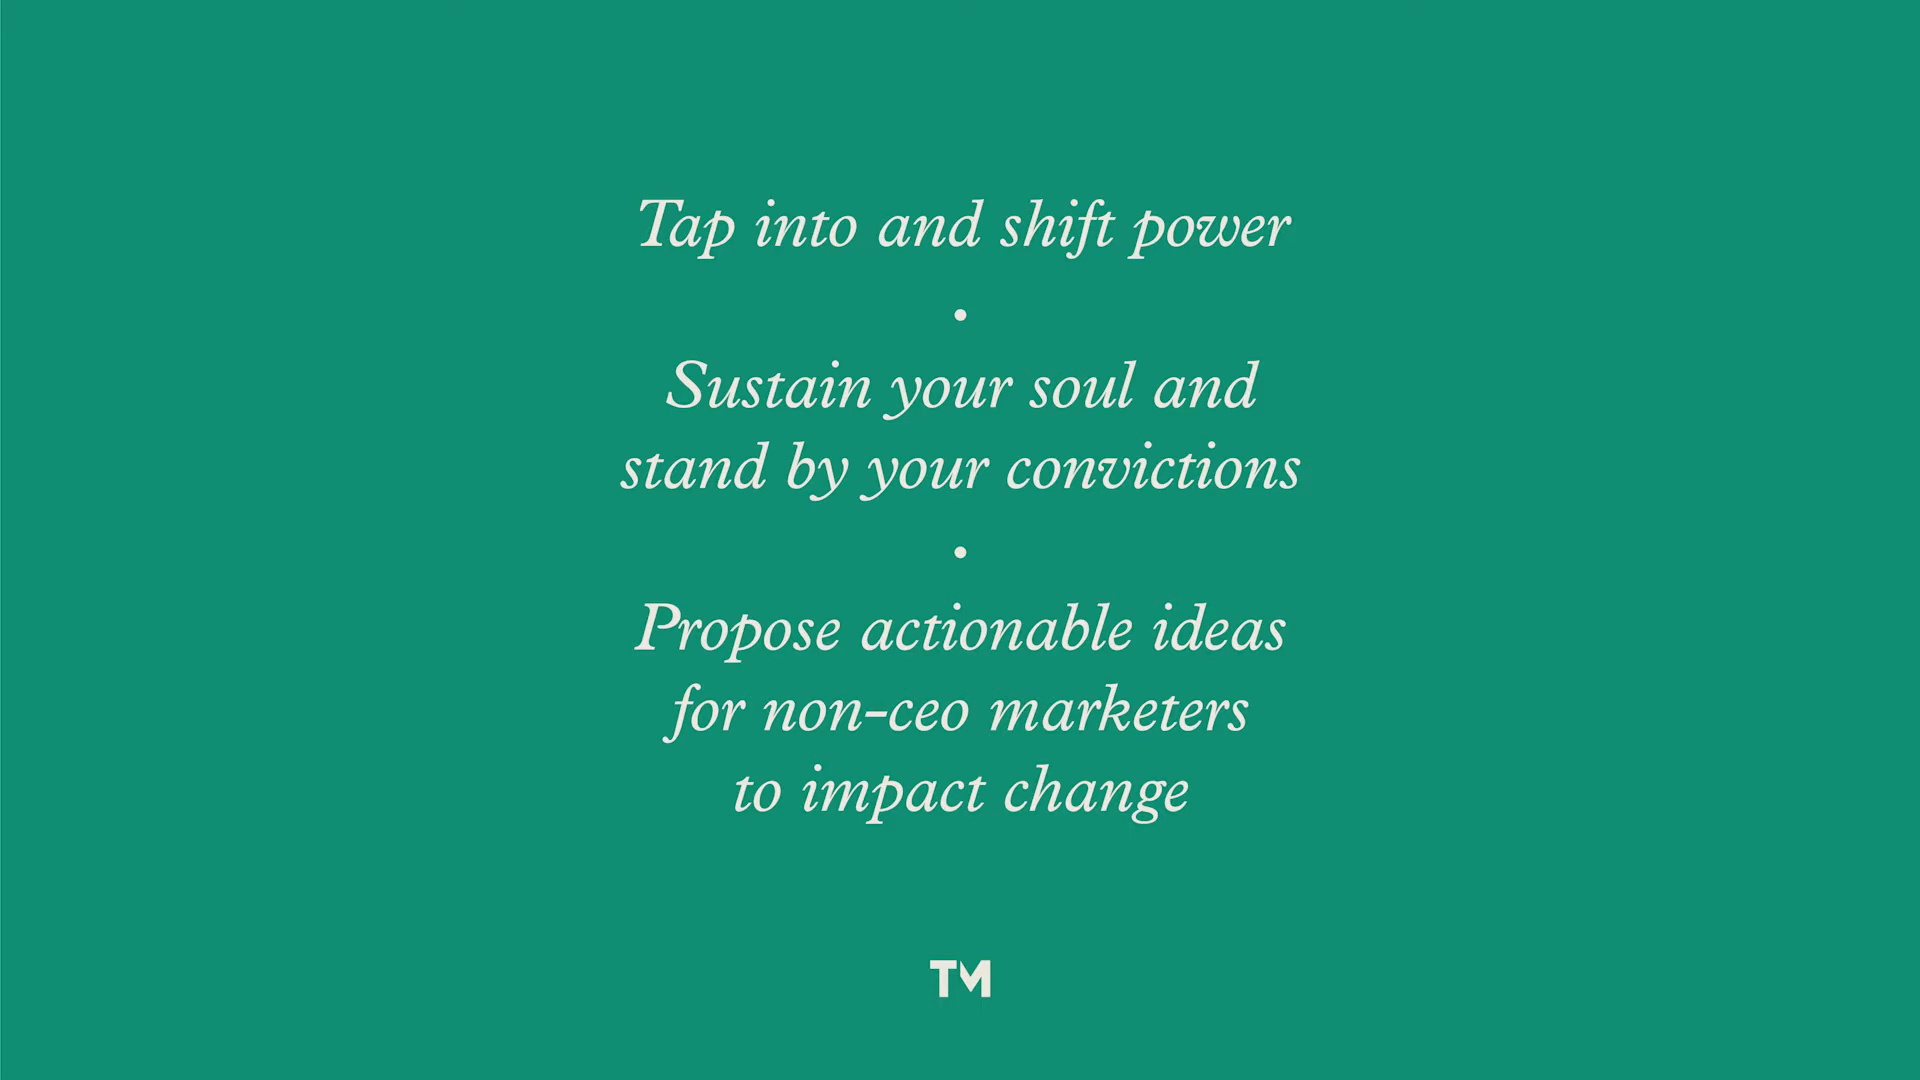 Tap into and shift power
•
Sustain your soul and
stand by your convictions
•
Propose actionable ideas
for non-ceo marketers
to impact change
TM